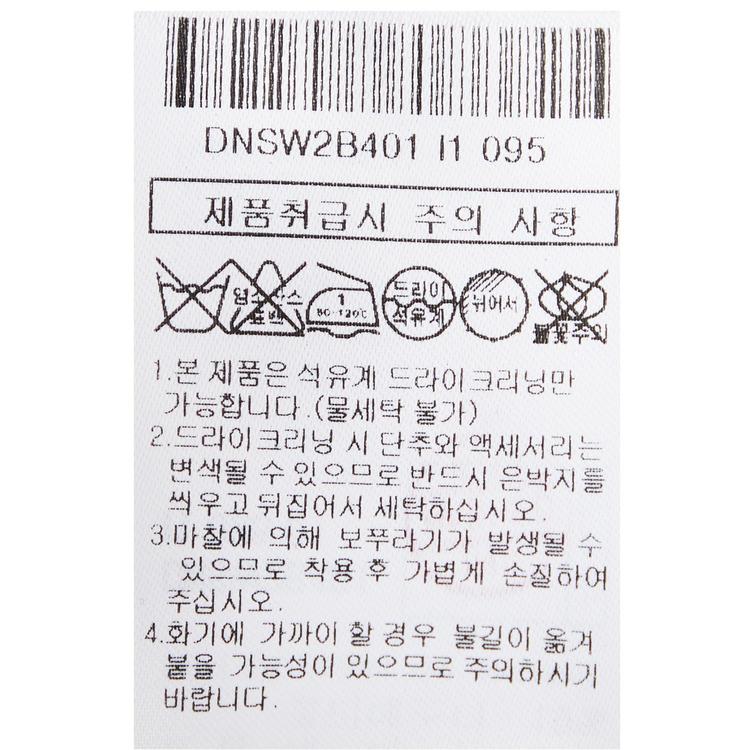 DNSW2B401 I1 095
제품취급시 주의 사항
염소산소 표백
1
80-120℃
드라이
석유계
뉘어서
불꽃주의
1.본 제품은 석유계 드라이크리닝만
가능합니다.(물세탁 불가)
2.드라이크리닝 시 단추와 액세서리는
변색될 수 있으므로 반드시 은박지를
씌우고 뒤집어서 세탁하십시오.
3.마찰에 의해 보푸라기가 발생될 수
있으므로 착용 후 가볍게 손질하여
주십시오.
4.화기에 가까이 할 경우 불길이 옮겨
붙을 가능성이 있으므로 주의하시기
바랍니다.